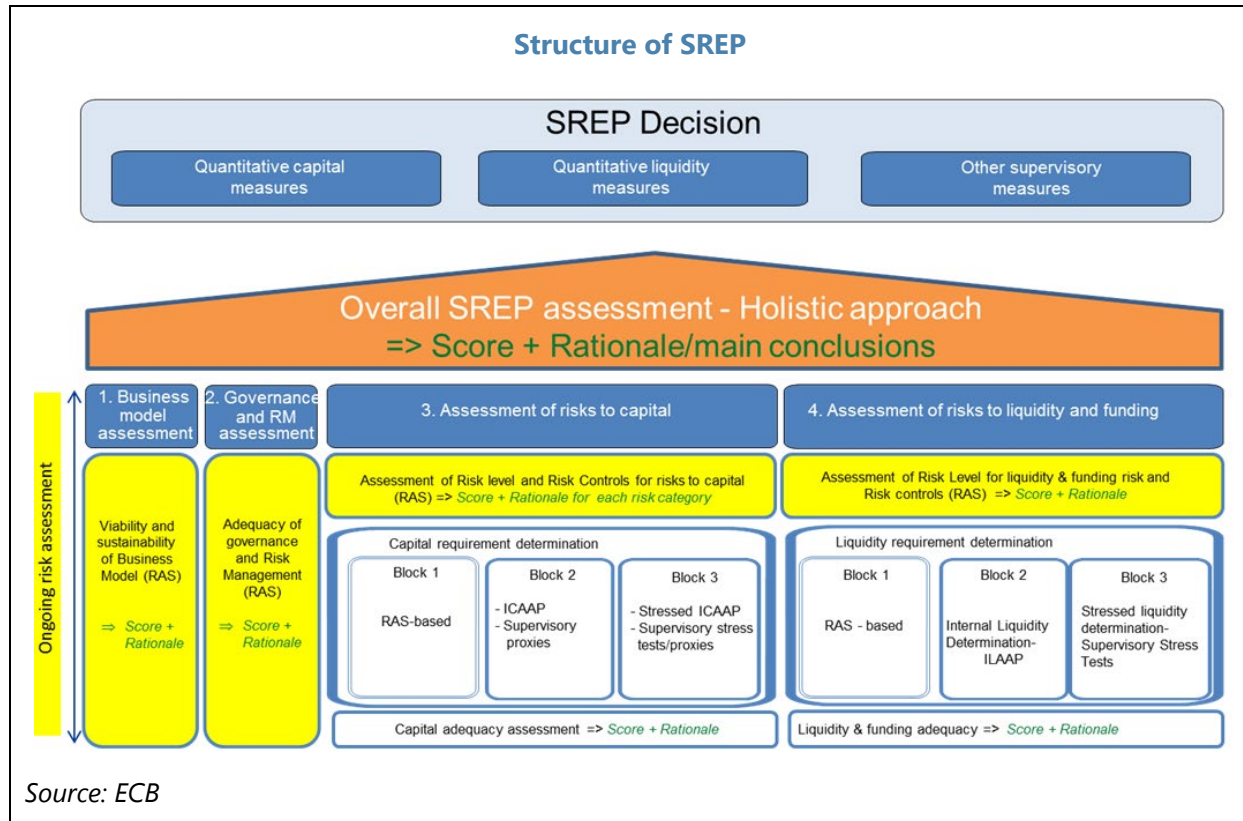 Structure of SREP
SREP Decision
Quantitative capital
measures
Quantitative liquidity
measures
Other supervisory
measures
Overall SREP assessment - Holistic approach
=> Score + Rationale/main conclusions
Ongoing risk assessment
1. Business
model
assessment
2. Governance
and RM
assessment
3. Assessment of risks to capital
4. Assessment of risks to liquidity and funding
Viability and
sustainability
of Business
Model (RAS)
⇒ Score +
Rationale
Adequacy of
governance
and Risk
Management
(RAS)
⇒ Score +
Rationale
Assessment of Risk level and Risk Controls for risks to capital
(RAS) => Score + Rationale for each risk category
Capital requirement determination
Block 1
RAS-based
Block 2
- ICAAP
- Supervisory
proxies
Block 3
- Stressed ICAAP
- Supervisory stress
tests/proxies
Capital adequacy assessment => Score + Rationale
Assessment of Risk Level for liquidity & funding risk and
Risk controls (RAS) => Score + Rationale
Liquidity requirement determination
Block 1
RAS - based
Block 2
Internal Liquidity
Determination-
ILAAP
Block 3
Stressed liquidity
determination-
Supervisory Stress
Tests
Liquidity & funding adequacy => Score + Rationale
Source: ECB